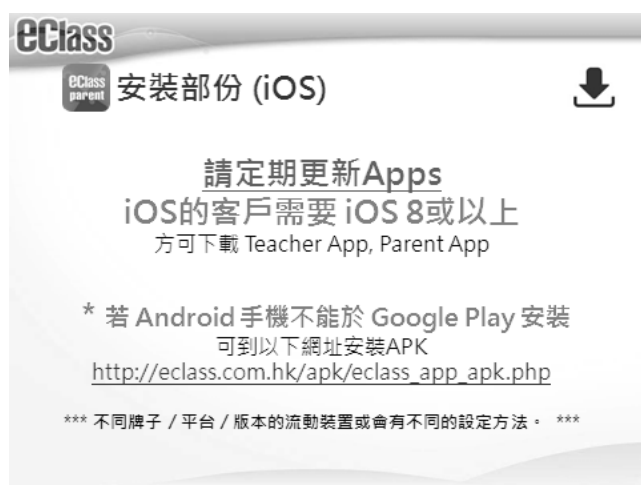 eClass
eClass parent 安裝部份 (iOS)
請定期更新Apps
iOS的客戶需要 iOS 8或以上
方可下載 Teacher App, Parent App
* 若 Android 手機不能於 Google Play 安裝
可到以下網址安裝APK
http://eclass.com.hk/apk/eclass_app_apk.php
*** 不同牌子 / 平台 / 版本的流動裝置或會有不同的設定方法。 ***